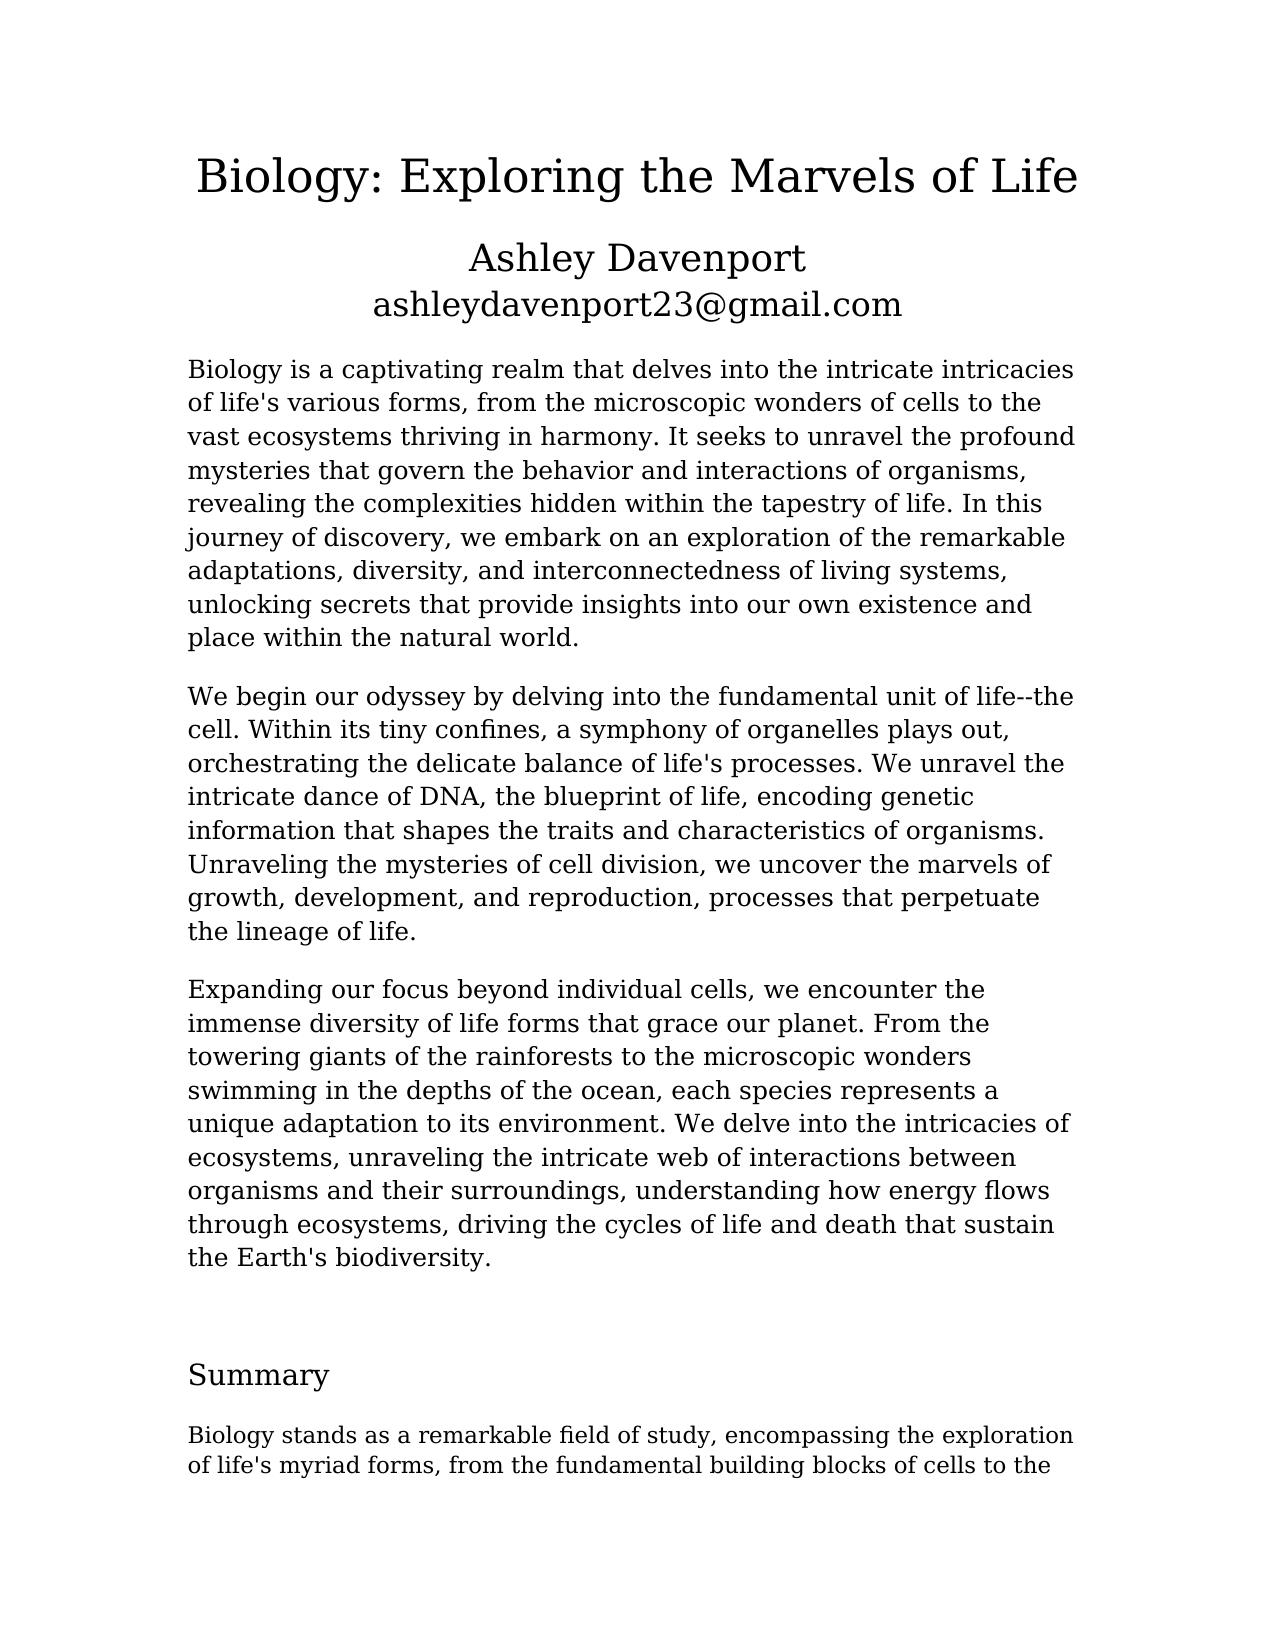 Biology: Exploring the Marvels of Life
Ashley Davenport
ashleydavenport23@gmail.com
Biology is a captivating realm that delves into the intricate intricacies
of life's various forms, from the microscopic wonders of cells to the
vast ecosystems thriving in harmony. It seeks to unravel the profound
mysteries that govern the behavior and interactions of organisms,
revealing the complexities hidden within the tapestry of life. In this
journey of discovery, we embark on an exploration of the remarkable
adaptations, diversity, and interconnectedness of living systems,
unlocking secrets that provide insights into our own existence and
place within the natural world.
We begin our odyssey by delving into the fundamental unit of life--the
cell. Within its tiny confines, a symphony of organelles plays out,
orchestrating the delicate balance of life's processes. We unravel the
intricate dance of DNA, the blueprint of life, encoding genetic
information that shapes the traits and characteristics of organisms.
Unraveling the mysteries of cell division, we uncover the marvels of
growth, development, and reproduction, processes that perpetuate
the lineage of life.
Expanding our focus beyond individual cells, we encounter the
immense diversity of life forms that grace our planet. From the
towering giants of the rainforests to the microscopic wonders
swimming in the depths of the ocean, each species represents a
unique adaptation to its environment. We delve into the intricacies of
ecosystems, unraveling the intricate web of interactions between
organisms and their surroundings, understanding how energy flows
through ecosystems, driving the cycles of life and death that sustain
the Earth's biodiversity.
Summary
Biology stands as a remarkable field of study, encompassing the exploration
of life's myriad forms, from the fundamental building blocks of cells to the